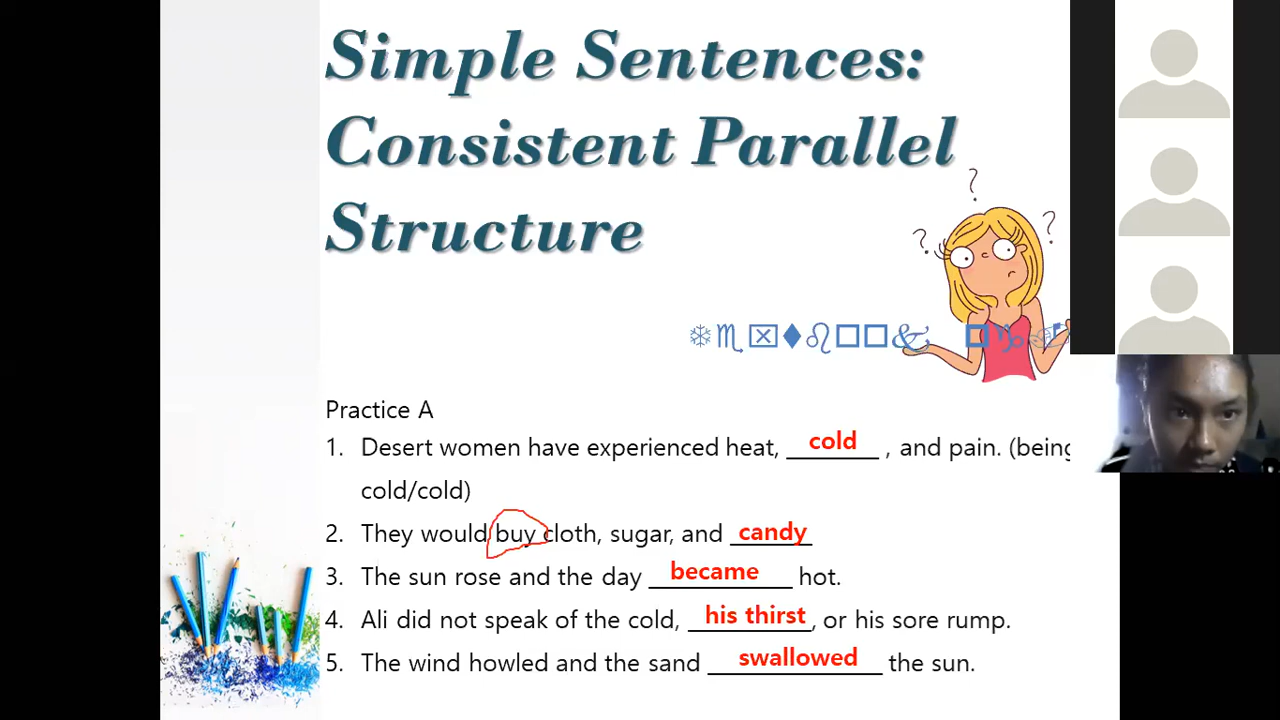 Simple Sentences:
Consistent Parallel
Structure
Practice A
1. Desert women have experienced heat, cold , and pain. (being
cold/cold)
2. They would buy cloth, sugar, and candy
3. The sun rose and the day became hot.
4. Ali did not speak of the cold, his thirst, or his sore rump.
5. The wind howled and the sand swallowed the sun.